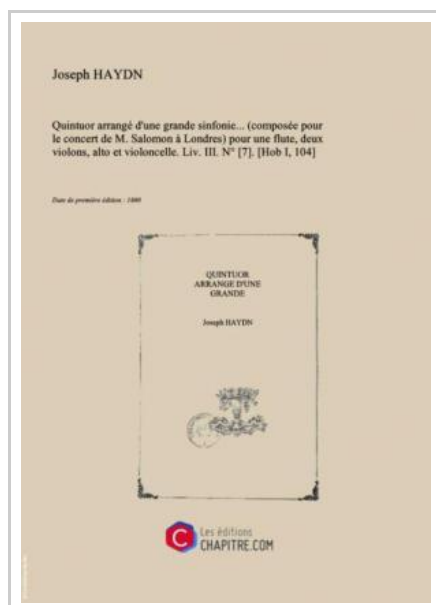 Joseph HAYDN
Quintuor arrangé d'une grande sinfonie... (composée pour
le concert de M. Salomon à Londres) pour une flute, deux
violons, alto et violoncelle. Liv. III. N° [7]. [Hob I, 104]
Date de première édition : 1800
QUINTUOR
ARRANGE D'UNE
GRANDE
Joseph HAYDN
Les éditions
CHAPITRE.COM